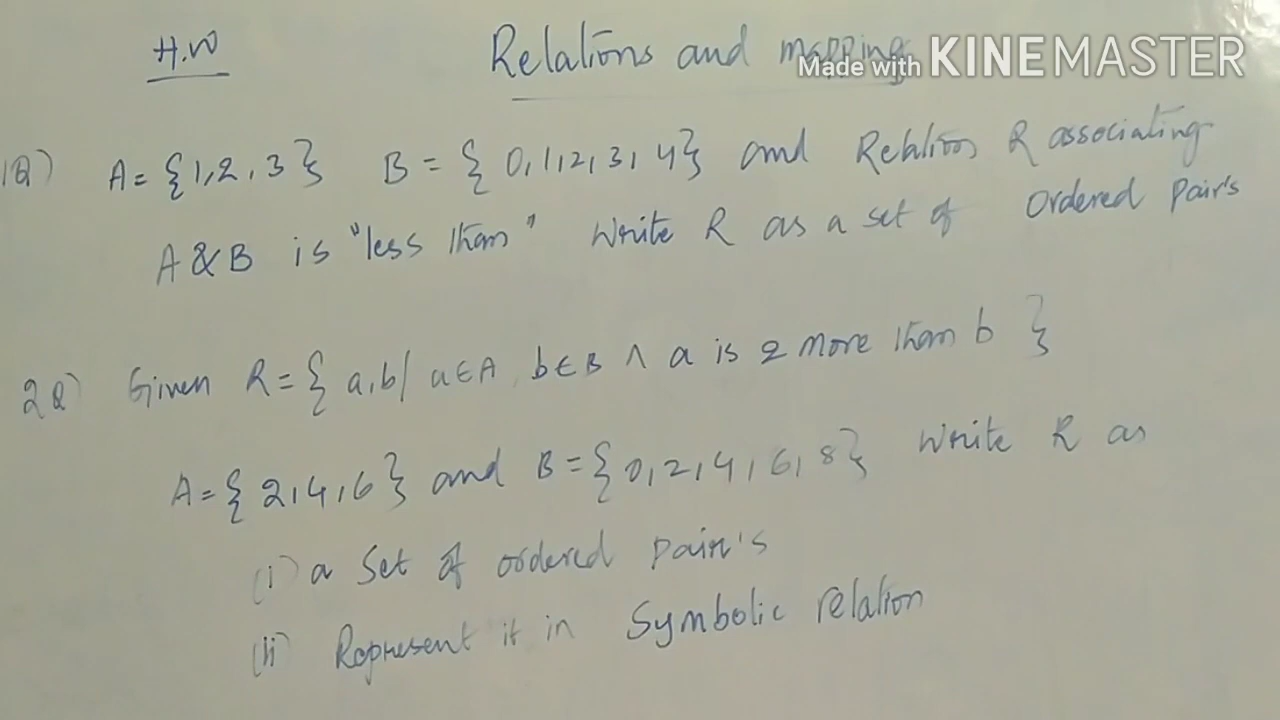 H.W
Relations and mapping
Made with KINEMASTER
1Q) A = {1, 2, 3} B = {0, 1, 2, 3, 4} and Relation R associating
A & B is "less than" Write R as a set of Ordered Pair's
2Q) Given R = {a, b / a ∈ A, b ∈ B ∧ a is 2 more than b }
A = {2, 4, 6} and B = {0, 2, 4, 6, 8} Write R as
(i) a Set of ordered pair's
(ii) Represent it in Symbolic relation